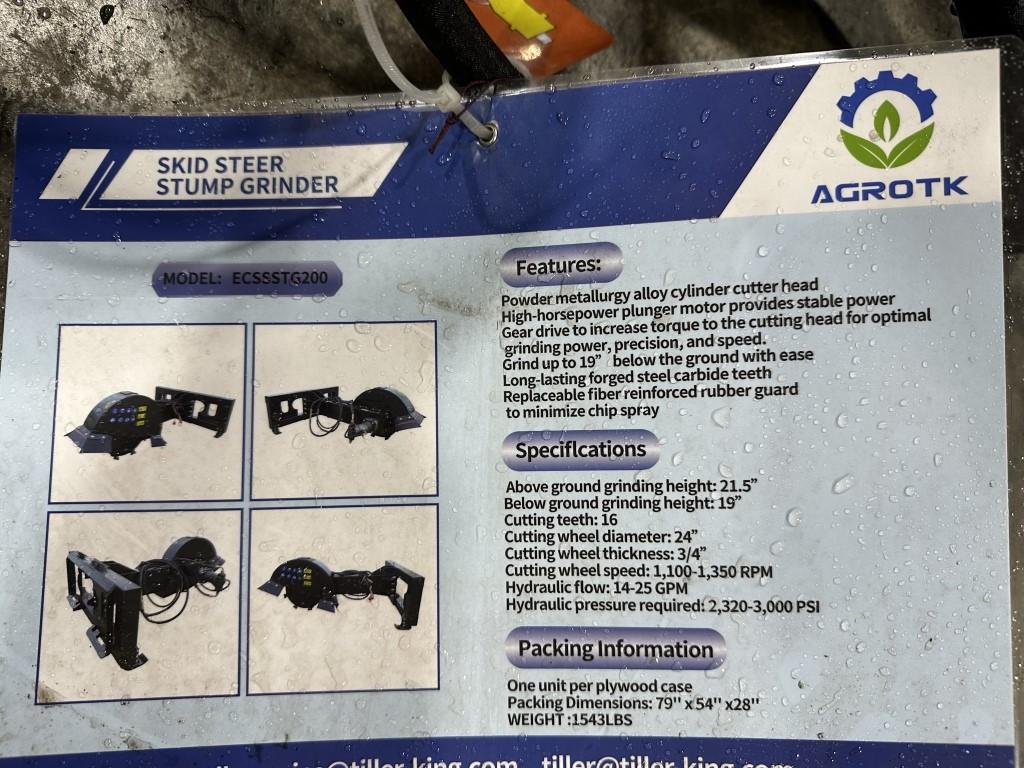 SKID STEER
STUMP GRINDER
AGROTK
MODEL: ECSSSTG200
Features:
Powder metallurgy alloy cylinder cutter head
High-horsepower plunger motor provides stable power
Gear drive to increase torque to the cutting head for optimal
grinding power, precision, and speed.
Grind up to 19” below the ground with ease
Long-lasting forged steel carbide teeth
Replaceable fiber reinforced rubber guard
to minimize chip spray
Speciflcations
Above ground grinding height: 21.5”
Below ground grinding height: 19”
Cutting teeth: 16
Cutting wheel diameter: 24”
Cutting wheel thickness: 3/4”
Cutting wheel speed: 1,100-1,350 RPM
Hydraulic flow: 14-25 GPM
Hydraulic pressure required: 2,320-3,000 PSI
Packing Information
One unit per plywood case
Packing Dimensions: 79'' x 54'' x28''
WEIGHT :1543LBS
tiller@tiller-king.com